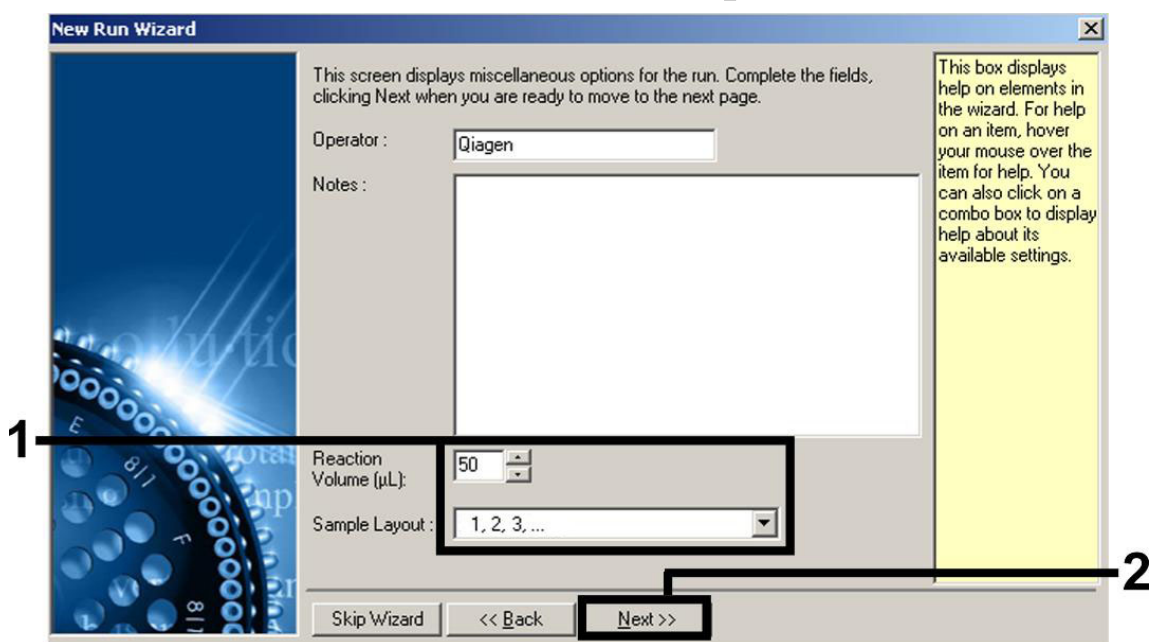 New Run Wizard
This screen displays miscellaneous options for the run. Complete the fields,
clicking Next when you are ready to move to the next page.
Operator :
Qiagen
Notes :
Reaction
Volume (µL):
50
Sample Layout :
1, 2, 3, ...
Skip Wizard
<< Back
Next >>
This box displays
help on elements in
the wizard. For help
on an item, hover
your mouse over the
item for help. You
can also click on a
combo box to display
help about its
available settings.
1
2
E
8/1
F
8/1